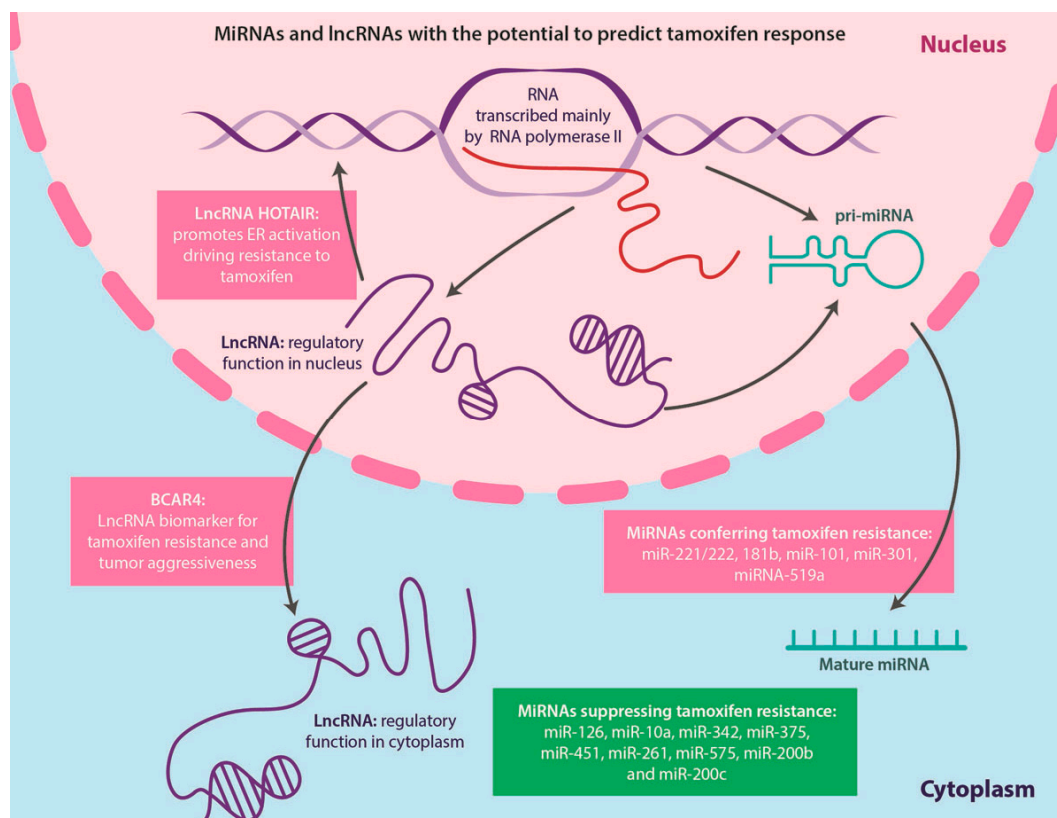 MiRNAs and lncRNAs with the potential to predict tamoxifen response
Nucleus
RNA
transcribed mainly
by RNA polymerase II
LncRNA HOTAIR:
promotes ER activation
driving resistance to
tamoxifen
pri-miRNA
LncRNA: regulatory
function in nucleus
BCAR4:
LncRNA biomarker for
tamoxifen resistance and
tumor aggressiveness
MiRNAs conferring tamoxifen resistance:
miR-221/222, 181b, miR-101, miR-301,
miRNA-519a
Mature miRNA
LncRNA: regulatory
function in cytoplasm
MiRNAs suppressing tamoxifen resistance:
miR-126, miR-10a, miR-342, miR-375,
miR-451, miR-261, miR-575, miR-200b
and miR-200c
Cytoplasm